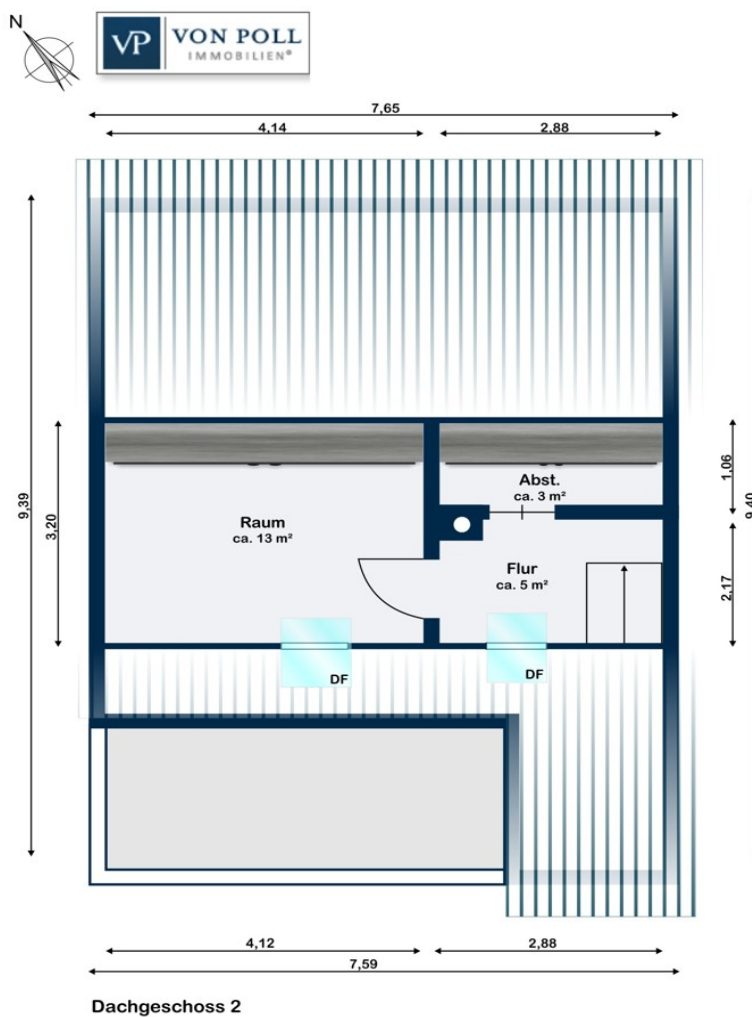 N
VP VON POLL
IMMOBILIEN®
7,65
4,14
2,88
9,39
3,20
Raum
ca. 13 m²
Abst.
ca. 3 m²
Flur
ca. 5 m²
1,06
2,17
9,40
DF
DF
4,12
2,88
7,59
Dachgeschoss 2